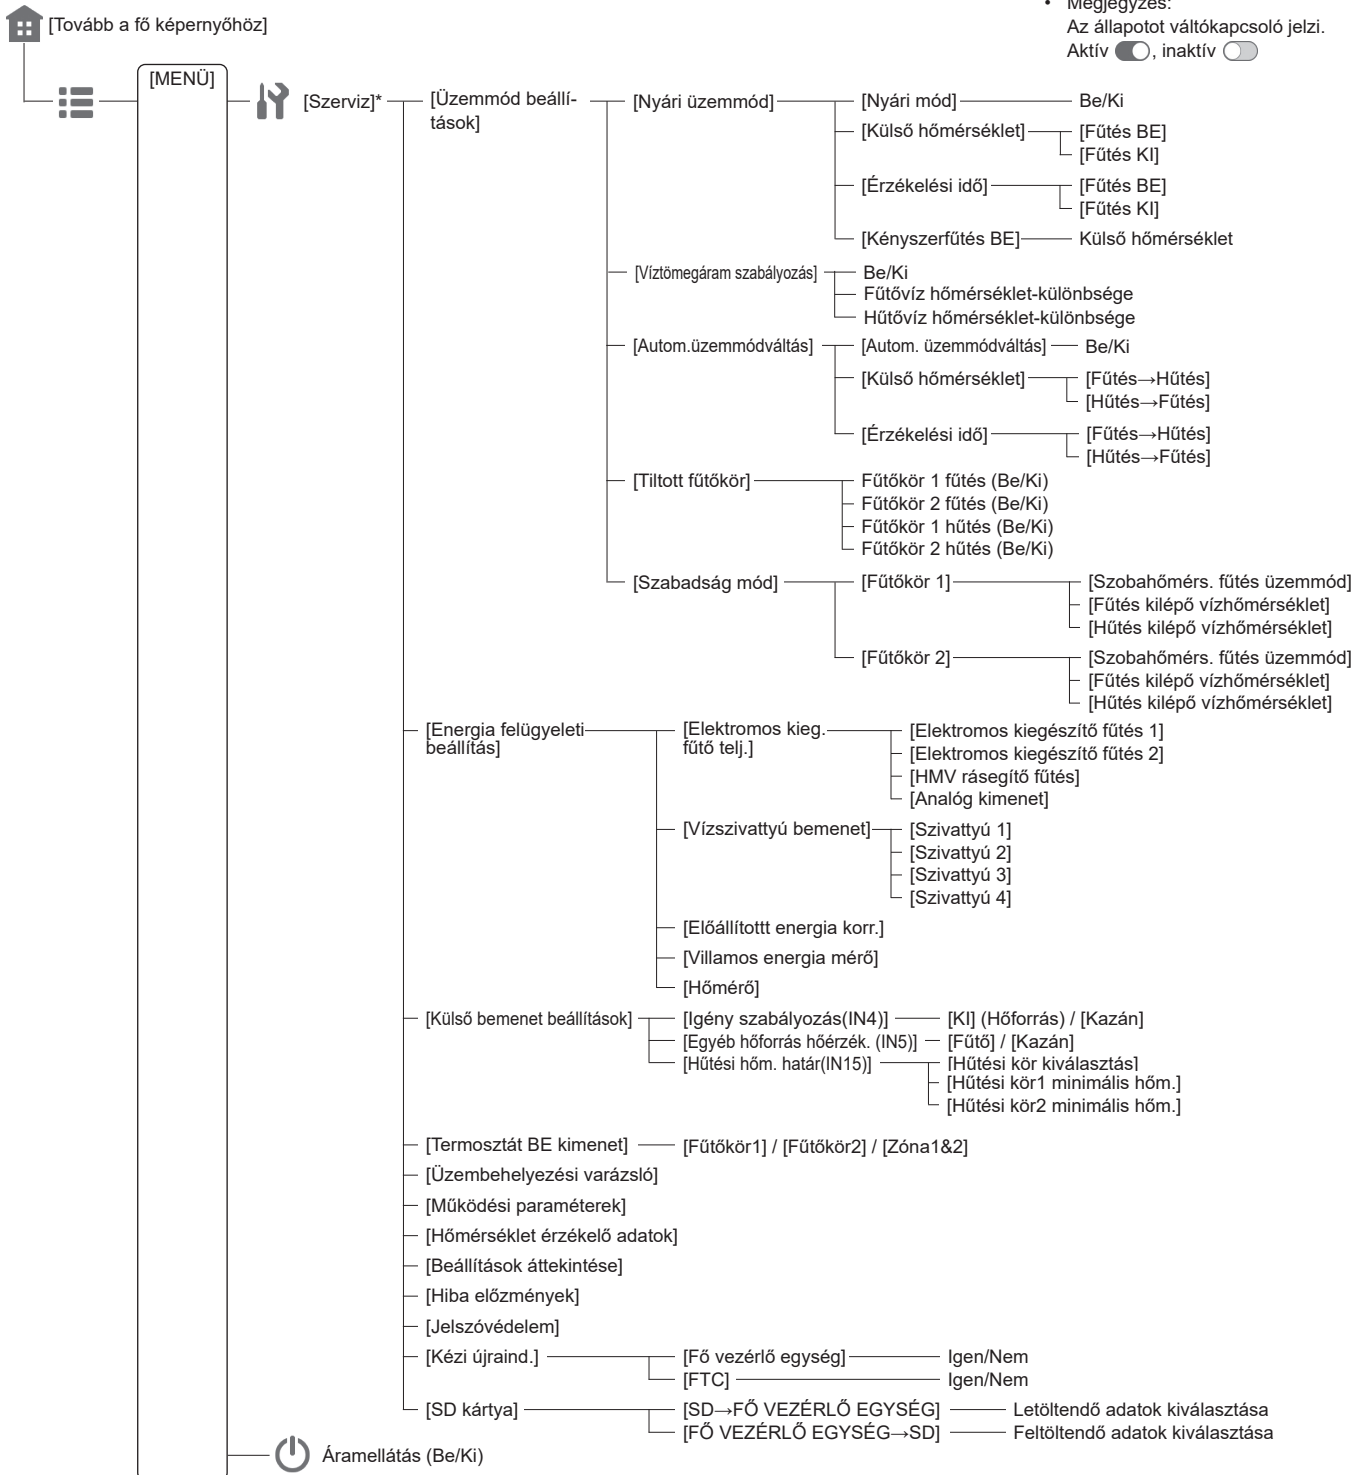 • Megjegyzés:
[Tovább a fő képernyőhöz]
Az állapotot váltókapcsoló jelzi.
Aktív , inaktív
[MENÜ]
[Szerviz]* [Üzemmód beállí-
tások]
[Nyári üzemmód] [Nyári mód] Be/Ki
[Külső hőmérséklet] [Fűtés BE]
[Fűtés KI]
[Érzékelési idő] [Fűtés BE]
[Fűtés KI]
[Kényszerfűtés BE] Külső hőmérséklet
[Víztömegáram szabályozás] Be/Ki
Fűtővíz hőmérséklet-különbsége
Hűtővíz hőmérséklet-különbsége
[Autom.üzemmódváltás] [Autom. üzemmódváltás] Be/Ki
[Külső hőmérséklet] [Fűtés→Hűtés]
[Hűtés→Fűtés]
[Érzékelési idő] [Fűtés→Hűtés]
[Hűtés→Fűtés]
[Tiltott fűtőkör] Fűtőkör 1 fűtés (Be/Ki)
Fűtőkör 2 fűtés (Be/Ki)
Fűtőkör 1 hűtés (Be/Ki)
Fűtőkör 2 hűtés (Be/Ki)
[Szabadság mód] [Fűtőkör 1] [Szobahőmérs. fűtés üzemmód]
[Fűtés kilépő vízhőmérséklet]
[Hűtés kilépő vízhőmérséklet]
[Fűtőkör 2] [Szobahőmérs. fűtés üzemmód]
[Fűtés kilépő vízhőmérséklet]
[Hűtés kilépő vízhőmérséklet]
[Energia felügyeleti
beállítás]
[Elektromos kieg.
fűtő telj.]
[Elektromos kiegészítő fűtés 1]
[Elektromos kiegészítő fűtés 2]
[HMV rásegítő fűtés]
[Analóg kimenet]
[Vízszivattyú bemenet] [Szivattyú 1]
[Szivattyú 2]
[Szivattyú 3]
[Szivattyú 4]
[Előállítottt energia korr.]
[Villamos energia mérő]
[Hőmérő]
[Külső bemenet beállítások] [Igény szabályozás(IN4)] [KI] (Hőforrás) / [Kazán]
[Egyéb hőforrás hőérzék. (IN5)] [Fűtő] / [Kazán]
[Hűtési hőm. határ(IN15)] [Hűtési kör kiválasztás]
[Hűtési kör1 minimális hőm.]
[Hűtési kör2 minimális hőm.]
[Termosztát BE kimenet] [Fűtőkör1] / [Fűtőkör2] / [Zóna1&2]
[Üzembehelyezési varázsló]
[Működési paraméterek]
[Hőmérséklet érzékelő adatok]
[Beállítások áttekintése]
[Hiba előzmények]
[Jelszóvédelem]
[Kézi újraind.] [Fő vezérlő egység] Igen/Nem
[FTC] Igen/Nem
[SD kártya] [SD→FŐ VEZÉRLŐ EGYSÉG] Letöltendő adatok kiválasztása
[FŐ VEZÉRLŐ EGYSÉG→SD] Feltöltendő adatok kiválasztása
Áramellátás (Be/Ki)